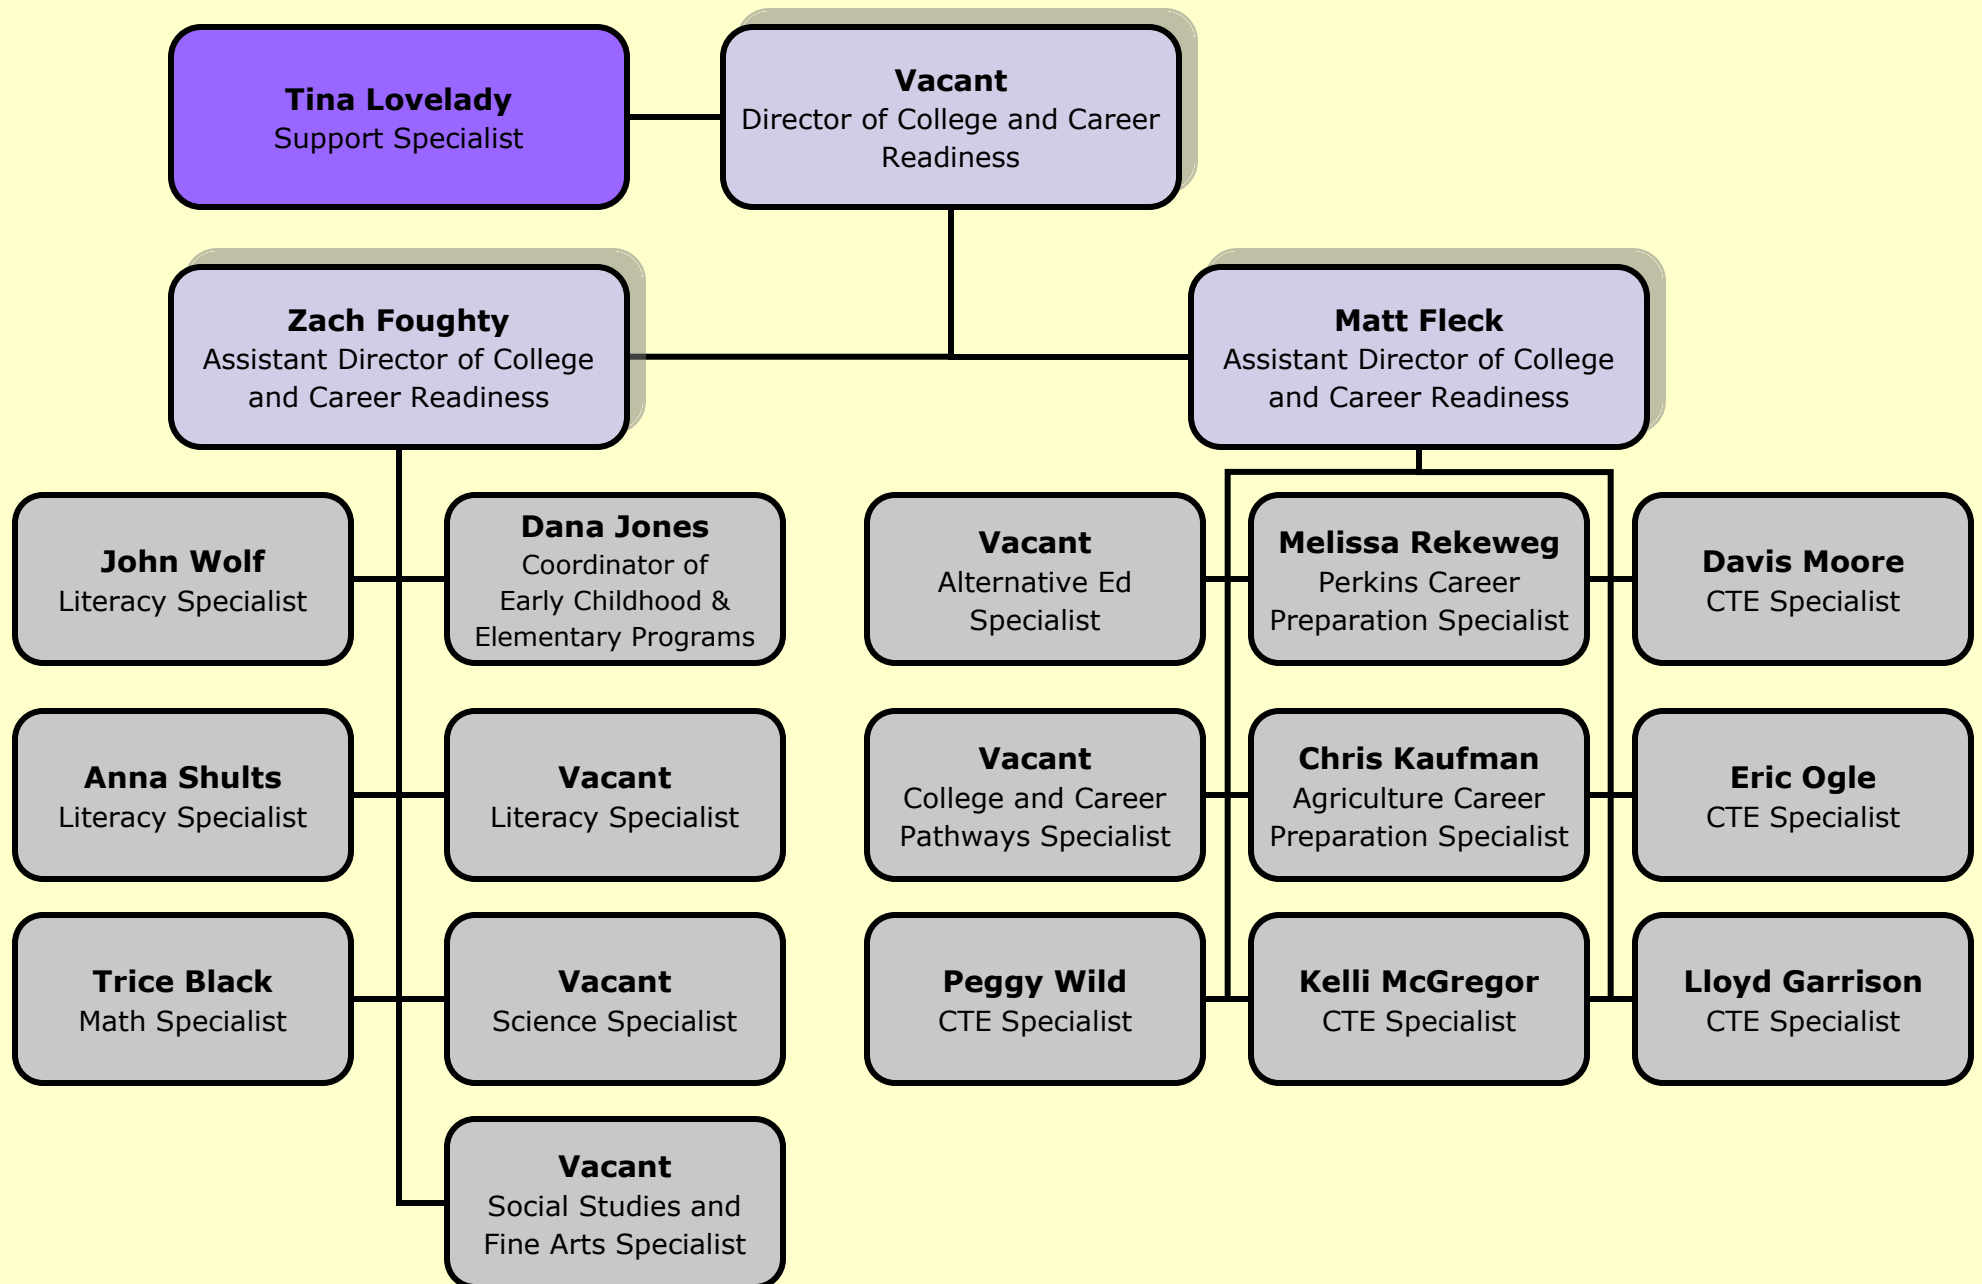 Tina Lovelady
Support Specialist
Vacant
Director of College and Career
Readiness
Zach Foughty
Assistant Director of College
and Career Readiness
Matt Fleck
Assistant Director of College
and Career Readiness
John Wolf
Literacy Specialist
Dana Jones
Coordinator of
Early Childhood &
Elementary Programs
Vacant
Alternative Ed
Specialist
Melissa Rekeweg
Perkins Career
Preparation Specialist
Davis Moore
CTE Specialist
Anna Shults
Literacy Specialist
Vacant
Literacy Specialist
Vacant
College and Career
Pathways Specialist
Chris Kaufman
Agriculture Career
Preparation Specialist
Eric Ogle
CTE Specialist
Trice Black
Math Specialist
Vacant
Science Specialist
Peggy Wild
CTE Specialist
Kelli McGregor
CTE Specialist
Lloyd Garrison
CTE Specialist
Vacant
Social Studies and
Fine Arts Specialist